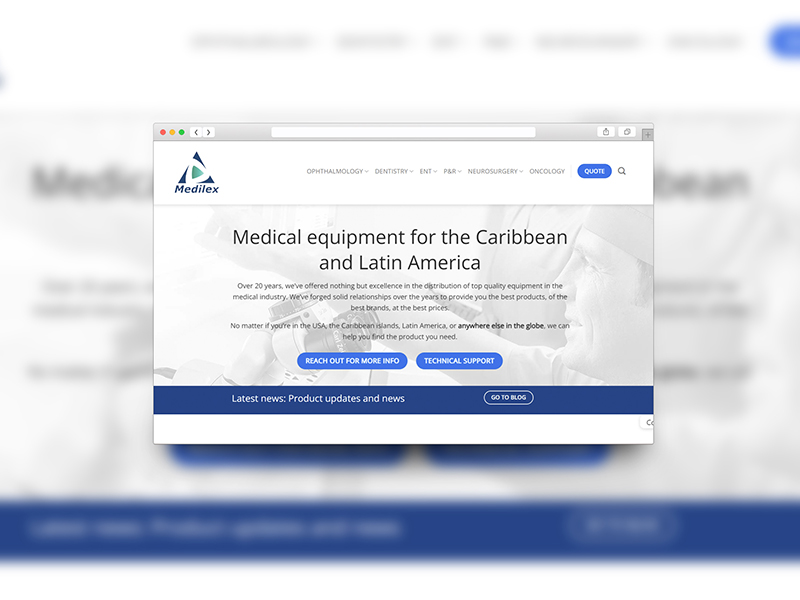 Medilex
OPHTHALMOLOGY DENTISTRY ENT P&R NEUROSURGERY ONCOLOGY QUOTE
Medical equipment for the Caribbean
and Latin America
Over 20 years, we've offered nothing but excellence in the distribution of top quality equipment in the
medical industry. We've forged solid relationships over the years to provide you the best products, of the
best brands, at the best prices.
No matter if you're in the USA, the Caribbean islands, Latin America, or anywhere else in the globe, we can
help you find the product you need.
REACH OUT FOR MORE INFO TECHNICAL SUPPORT
Latest news: Product updates and news GO TO BLOG